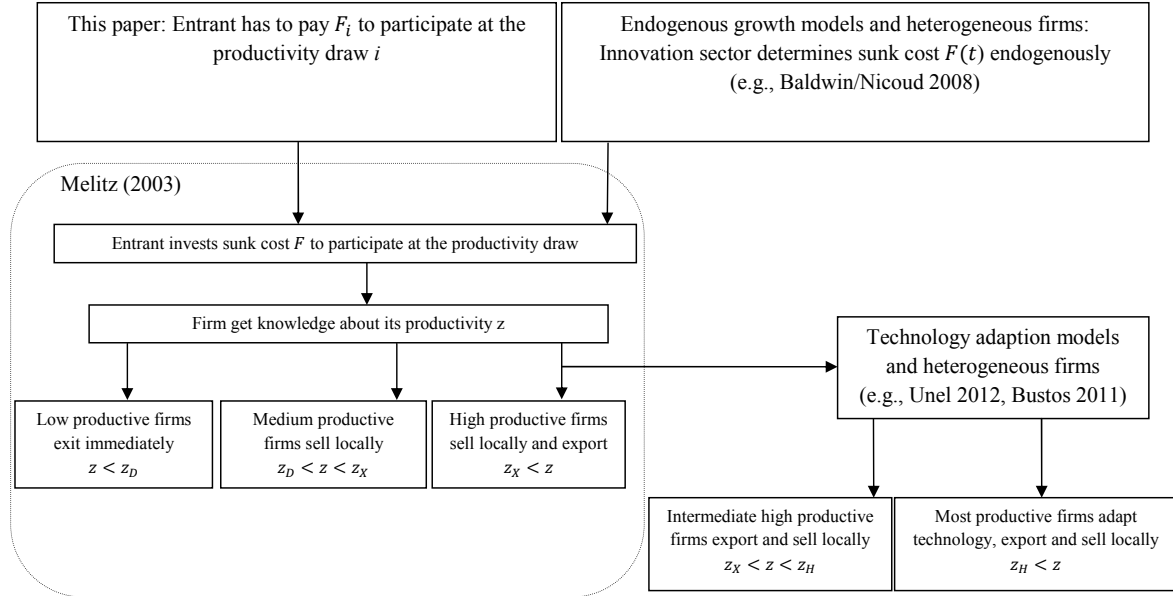 This paper: Entrant has to pay F_i to participate at the
productivity draw i
Endogenous growth models and heterogeneous firms:
Innovation sector determines sunk cost F(t) endogenously
(e.g., Baldwin/Nicoud 2008)
Melitz (2003)
Entrant invests sunk cost F to participate at the productivity draw
Firm get knowledge about its productivity z
Technology adaption models
and heterogeneous firms
(e.g., Unel 2012, Bustos 2011)
Low productive firms
exit immediately
z < z_D
Medium productive
firms sell locally
z_D < z < z_X
High productive firms
sell locally and export
z_X < z
Intermediate high productive
firms export and sell locally
z_X < z < z_H
Most productive firms adapt
technology, export and sell locally
z_H < z